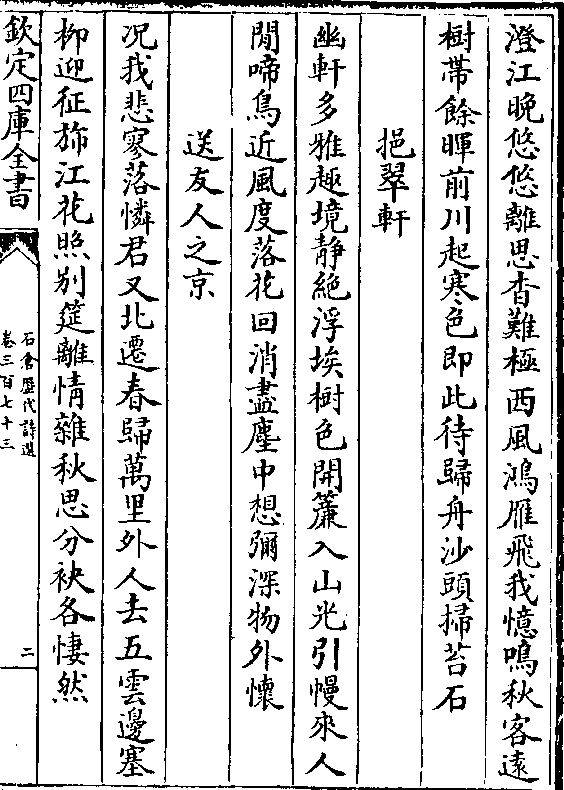 澄江晚悠悠離思杳難極西風鴻雁飛我憶鳴秋客遠
樹帶餘暉前川起寒色即此待歸舟沙頭掃苔石
挹翠軒
幽軒多雅趣境靜絶浮埃樹色開簾入山光引幔來人
閒啼鳥近風度落花回消盡塵中想彌深物外懷
送友人之京
况我悲寥落憐君又北遷春歸萬里外人去五雲邊塞
柳迎征旆江花照别筵離情雜秋思分袂各悽然
欽定四庫全書
石倉歷代詩選
卷三百七十三
二